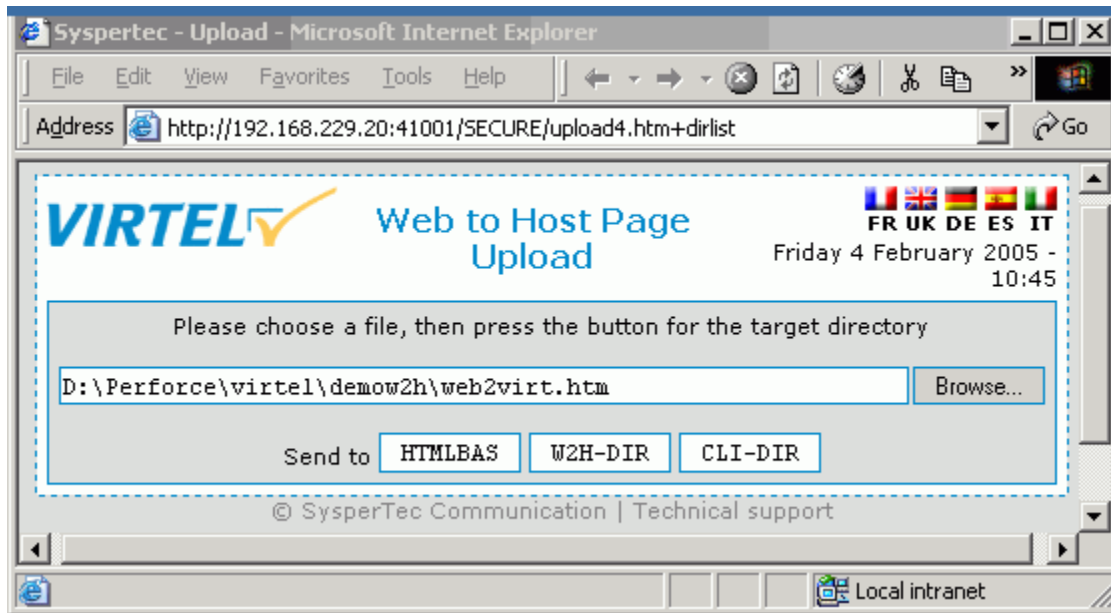 Syspertec - Upload - Microsoft Internet Explorer
File Edit View Favorites Tools Help »
Address http://192.168.229.20:41001/SECURE/upload4.htm+dirlist Go
VIRTEL
Web to Host Page
Upload
FR UK DE ES IT
Friday 4 February 2005 -
10:45
Please choose a file, then press the button for the target directory
D:\Perforce\virtel\demow2h\web2virt.htm Browse...
Send to HTMLBAS W2H-DIR CLI-DIR
© SysperTec Communication | Technical support
Local intranet